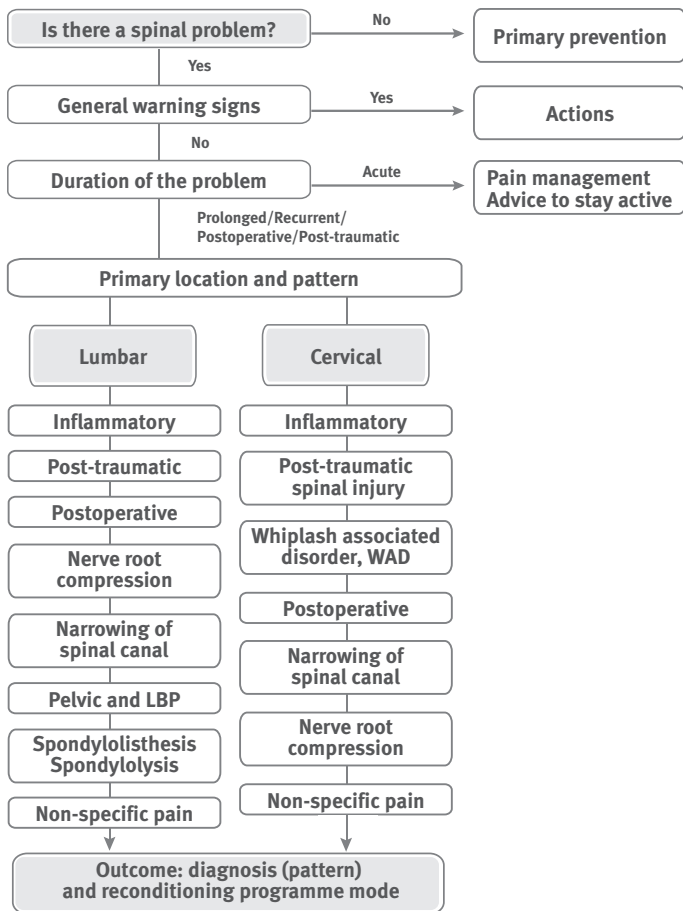 Is there a spinal problem?
No
Primary prevention
Yes
General warning signs
Yes
Actions
No
Duration of the problem
Acute
Pain management
Advice to stay active
Prolonged/Recurrent/
Postoperative/Post-traumatic
Primary location and pattern
Lumbar
Inflammatory
Post-traumatic
Postoperative
Nerve root
compression
Narrowing of
spinal canal
Pelvic and LBP
Spondylolisthesis
Spondylolysis
Non-specific pain
Cervical
Inflammatory
Post-traumatic
spinal injury
Whiplash associated
disorder, WAD
Postoperative
Narrowing of
spinal canal
Nerve root
compression
Non-specific pain
Outcome: diagnosis (pattern)
and reconditioning programme mode